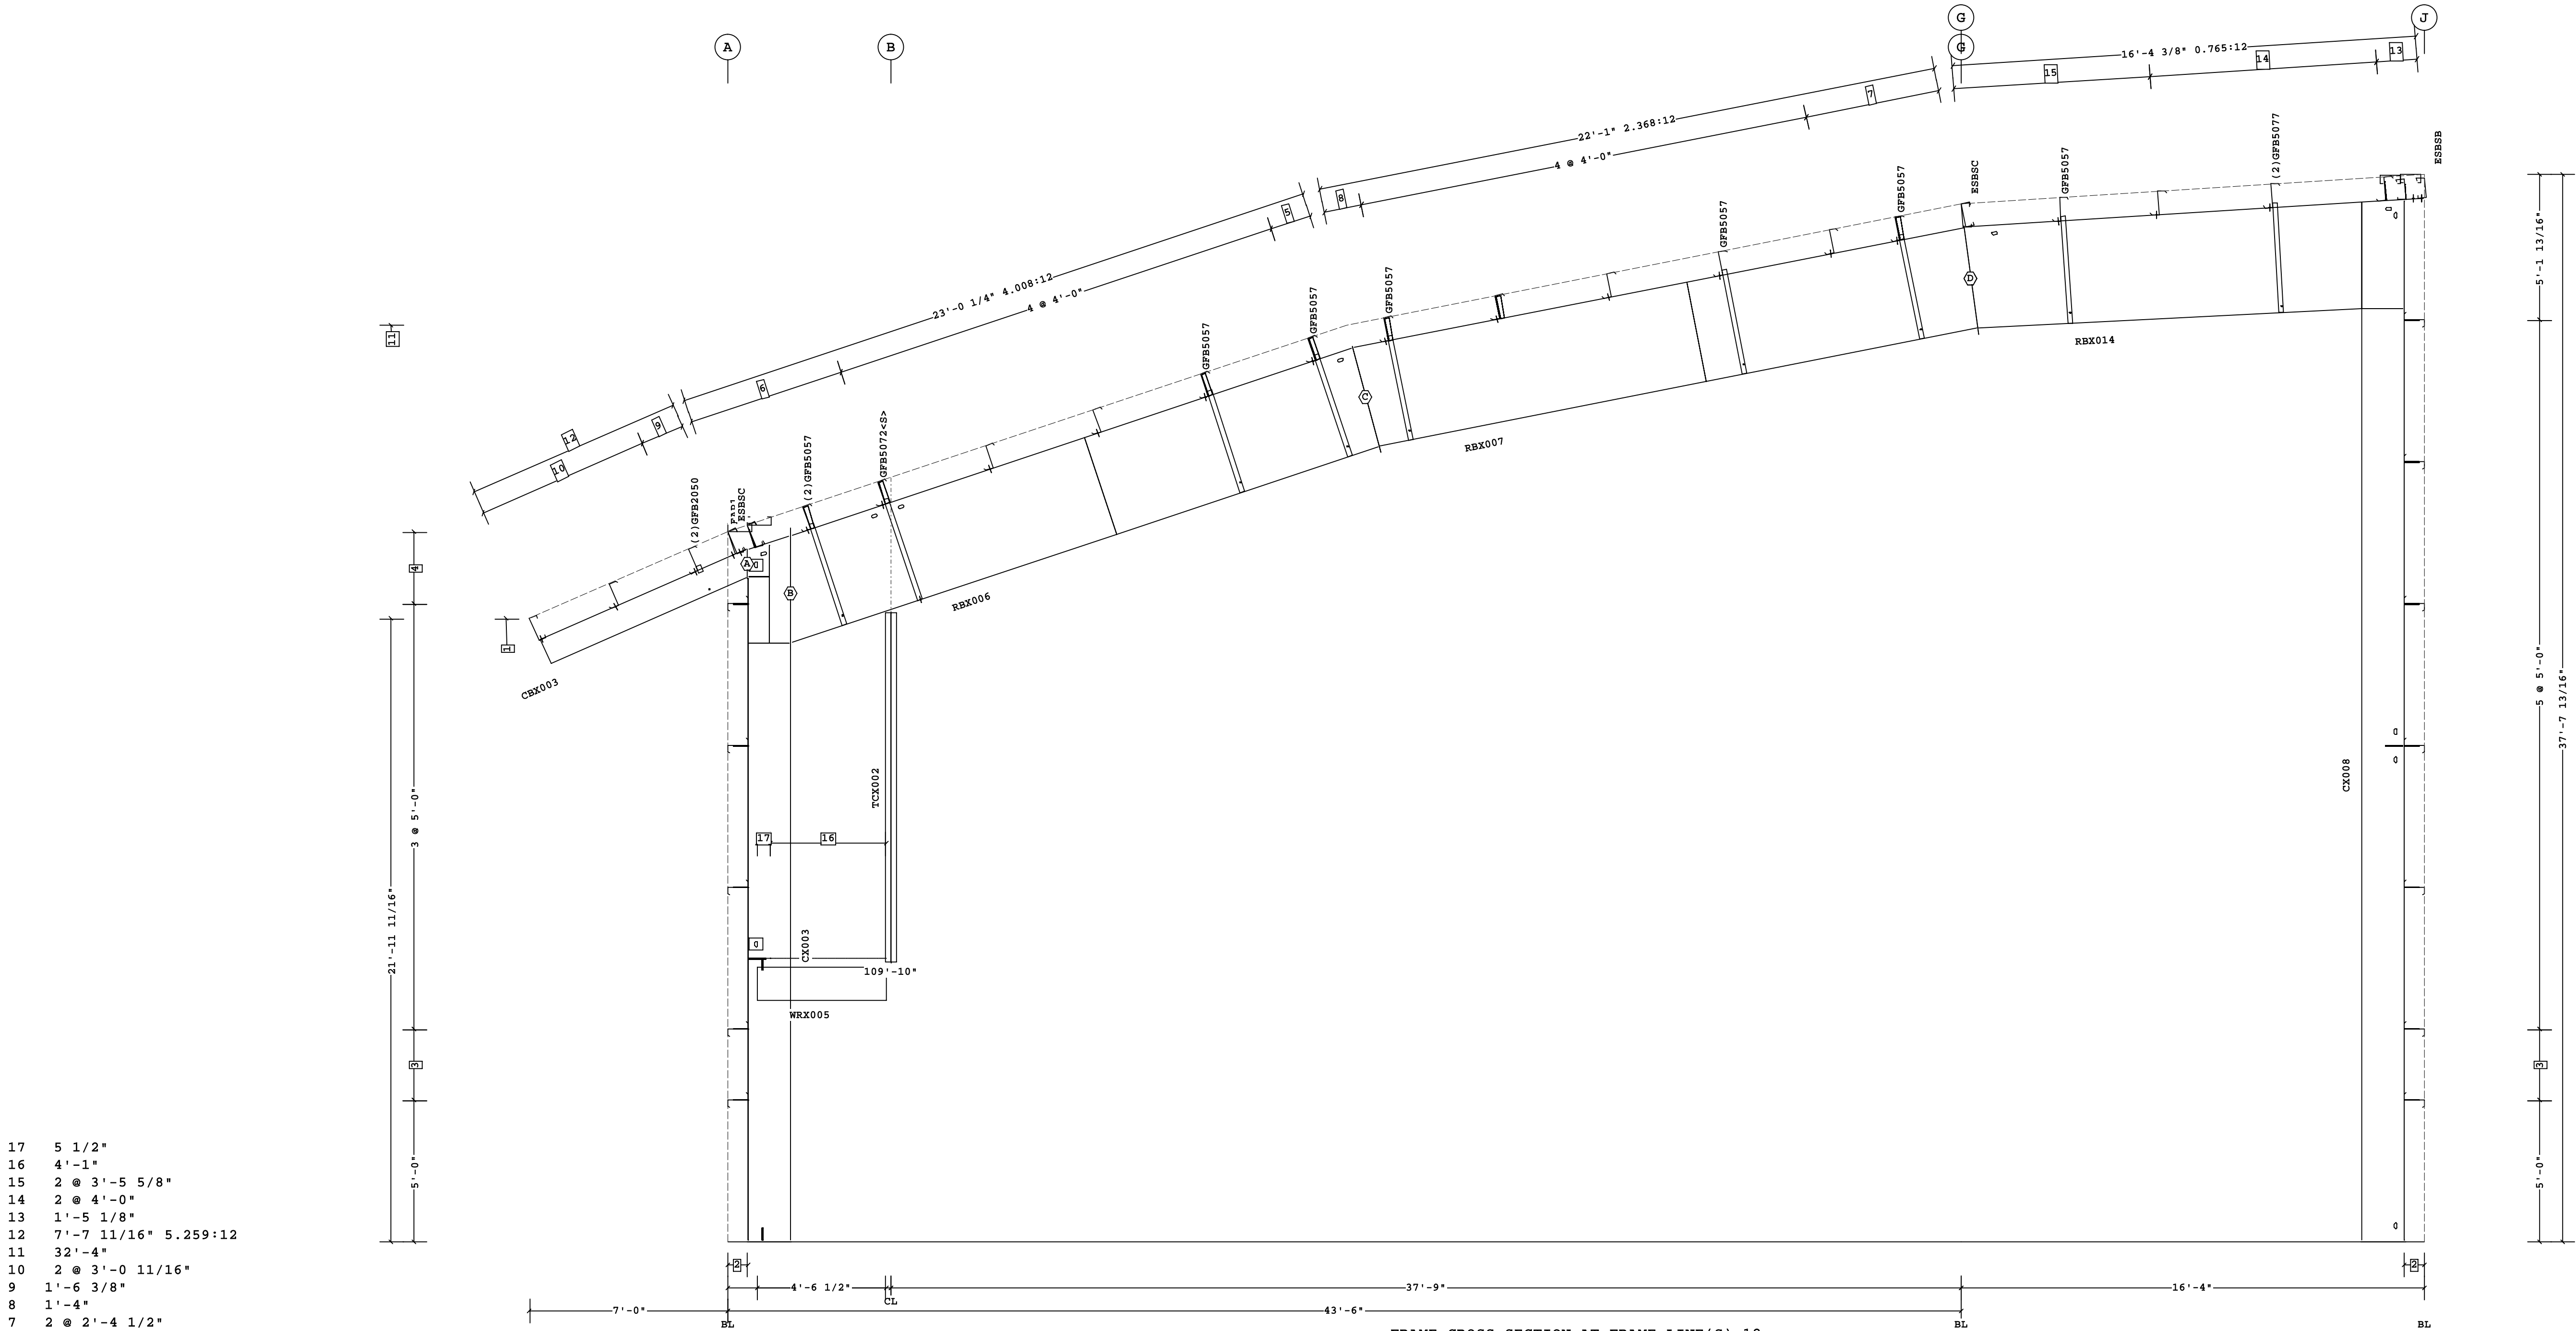 A
B
G
G
J
16'-4 3/8" 0.765:12
15
14
13
22'-1" 2.368:12
4 @ 4'-0"
7
8
23'-0 1/4" 4.008:12
4 @ 4'-0"
5
6
12
10
9
11
(2)GFB2050
ESBSC
(2)GFB5057
GFB5072<S>
GFB5057
GFB5057
GFB5057
GFB5057
GFB5057
ESBSC
GFB5057
(2)GFB5077
ESBSB
A
B
C
D
CBX003
RBX006
RBX007
RBX014
TCX002
CX003
CX008
WRX005
109'-10"
17
16
1
4
3 @ 5'-0"
21'-11 11/16"
3
5'-0"
5'-1 13/16"
5 @ 5'-0"
37'-7 13/16"
3
5'-0"
2
2
4'-6 1/2"
37'-9"
16'-4"
CL
7'-0"
43'-6"
BL
BL
BL
17 5 1/2"
16 4'-1"
15 2 @ 3'-5 5/8"
14 2 @ 4'-0"
13 1'-5 1/8"
12 7'-7 11/16" 5.259:12
11 32'-4"
10 2 @ 3'-0 11/16"
9 1'-6 3/8"
8 1'-4"
7 2 @ 2'-4 1/2"
FRAME CROSS SECTION AT FRAME LINE(S) 12